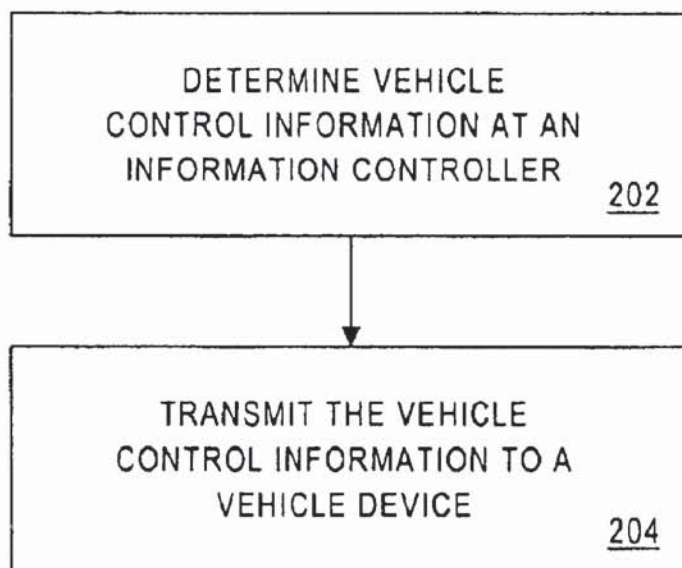 DETERMINE VEHICLE
CONTROL INFORMATION AT AN
INFORMATION CONTROLLER
202
TRANSMIT THE VEHICLE
CONTROL INFORMATION TO A
VEHICLE DEVICE
204